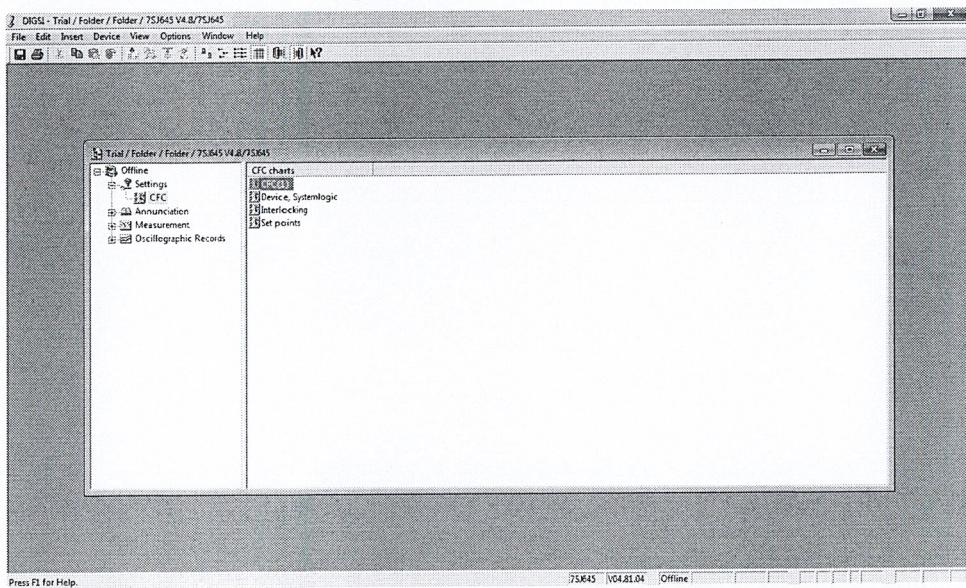 DIGSI - Trial / Folder / Folder / 7SJ645 V4.8/7SJ645
File Edit Insert Device View Options Window Help
Trial / Folder / Folder / 7SJ645 V4.8/7SJ645
Offline
Settings
CFC
Annunciation
Measurement
Oscillographic Records
CFC charts
CFC(1)
Device, Systemlogic
Interlocking
Set points
Press F1 for Help.
7SJ645 V04.81.04 Offline